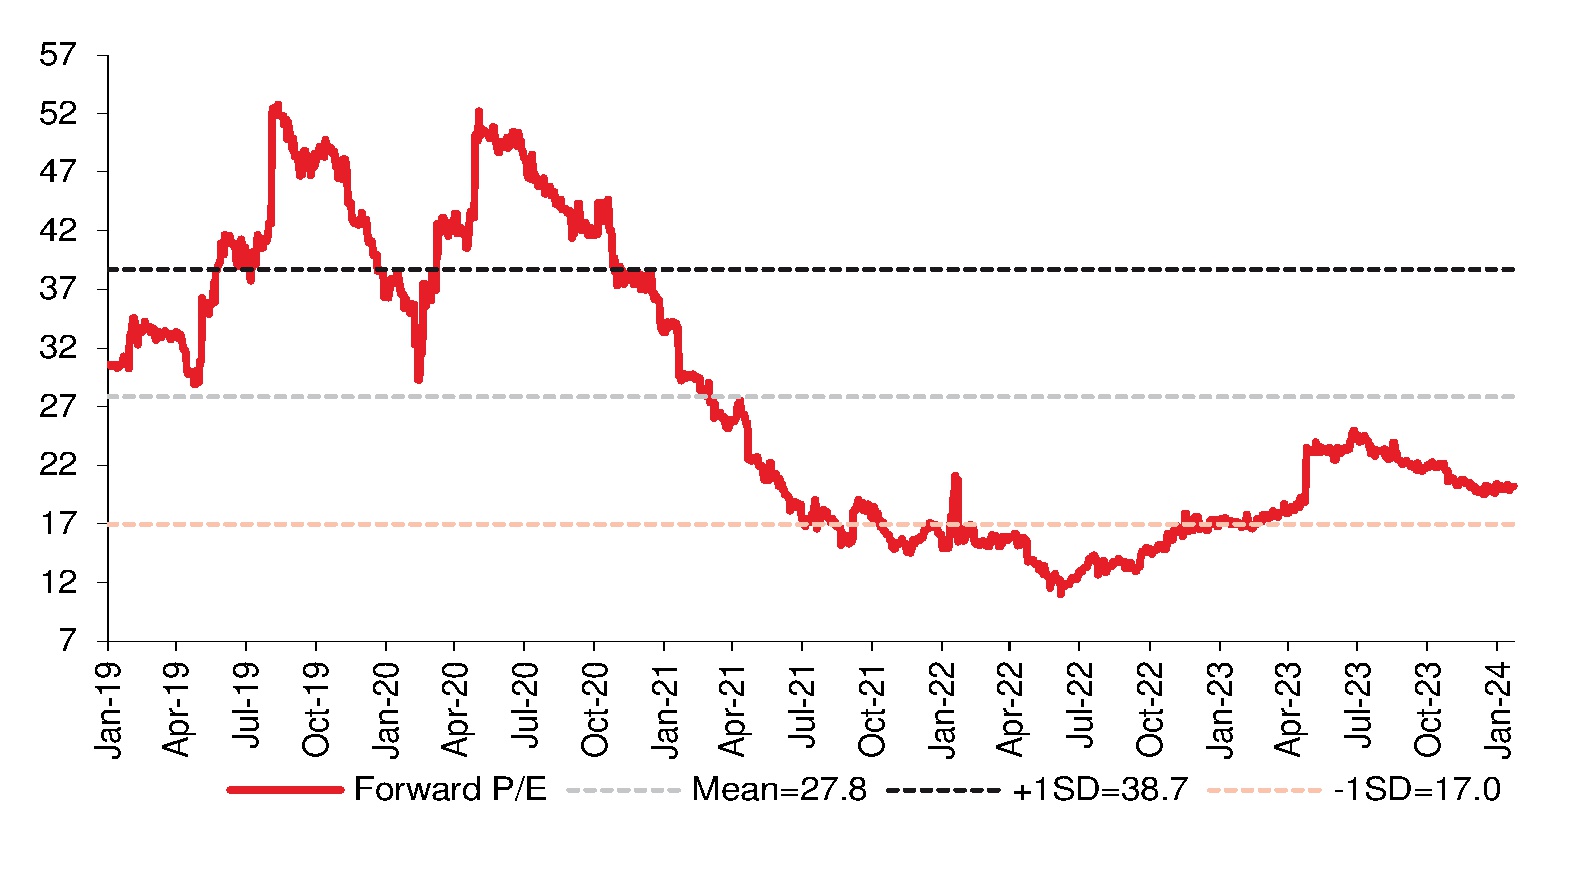 57
52
47
42
37
32
27
22
17
12
7
Jan-19
Apr-19
Jul-19
Oct-19
Jan-20
Apr-20
Jul-20
Oct-20
Jan-21
Apr-21
Jul-21
Oct-21
Jan-22
Apr-22
Jul-22
Oct-22
Jan-23
Apr-23
Jul-23
Oct-23
Jan-24
Forward P/E Mean=27.8 +1SD=38.7 -1SD=17.0